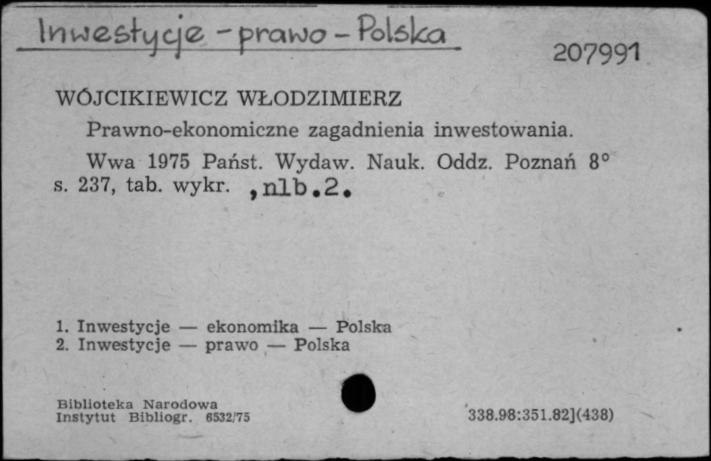 Inwestycje - prawo - Polska
207991
WÓJCIKIEWICZ WŁODZIMIERZ
Prawno-ekonomiczne zagadnienia inwestowania.
Wwa 1975 Państ. Wydaw. Nauk. Oddz. Poznań 8°
s. 237, tab. wykr. , nlb.2.
1. Inwestycje — ekonomika — Polska
2. Inwestycje — prawo — Polska
Biblioteka Narodowa
Instytut Bibliogr. 6532/75
338.98:351.82](438)